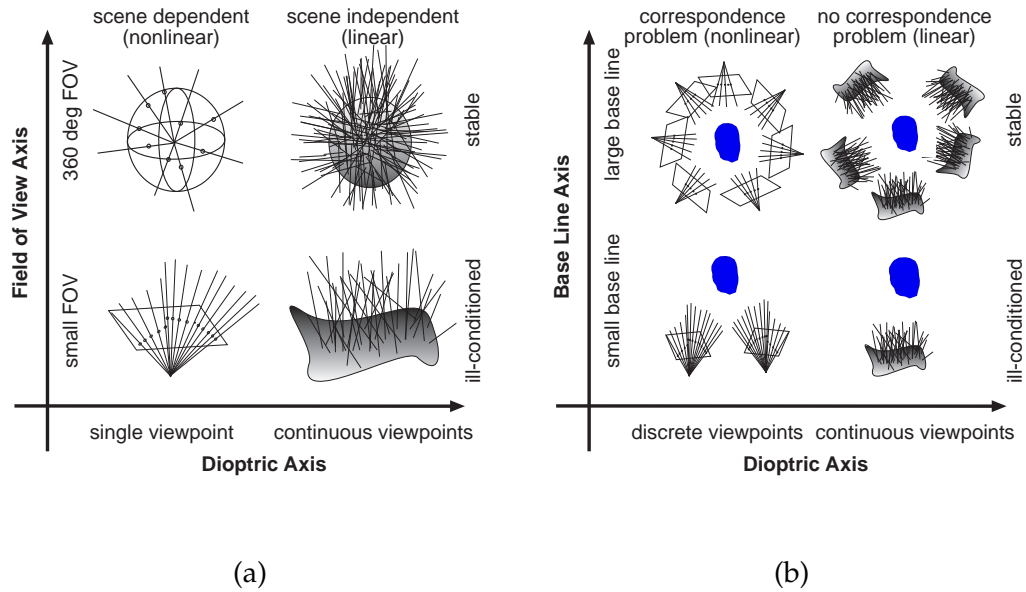 scene dependent
(nonlinear)
scene independent
(linear)
360 deg FOV
stable
Field of View Axis
small FOV
ill-conditioned
single viewpoint
continuous viewpoints
Dioptric Axis
(a)
correspondence
problem (nonlinear)
no correspondence
problem (linear)
large base line
stable
Base Line Axis
small base line
ill-conditioned
discrete viewpoints
continuous viewpoints
Dioptric Axis
(b)